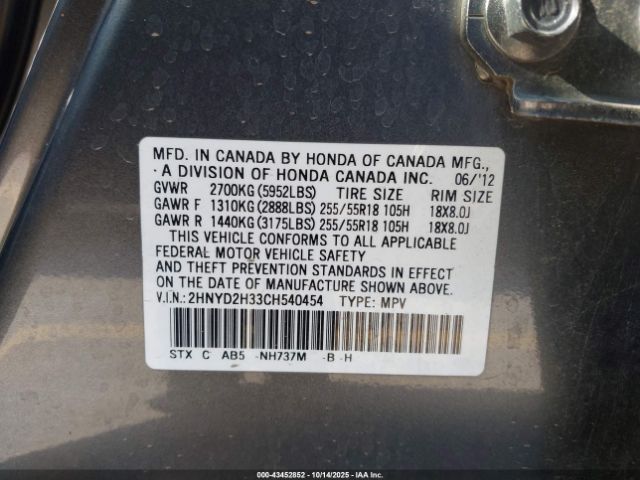 MFD. IN CANADA BY HONDA OF CANADA MFG.,
A DIVISION OF HONDA CANADA INC. 06/'12
GVWR 2700KG (5952LBS) TIRE SIZE RIM SIZE
GAWR F 1310KG (2888LBS) 255/55R18 105H 18X8.0J
GAWR R 1440KG (3175LBS) 255/55R18 105H 18X8.0J
THIS VEHICLE CONFORMS TO ALL APPLICABLE
FEDERAL MOTOR VEHICLE SAFETY
AND THEFT PREVENTION STANDARDS IN EFFECT
ON THE DATE OF MANUFACTURE SHOWN ABOVE.
V.I.N.: 2HNYD2H33CH540454 TYPE: MPV
STX C AB5 -NH737M -B -H
000-43452852 | 10/14/2025 | IAA Inc.